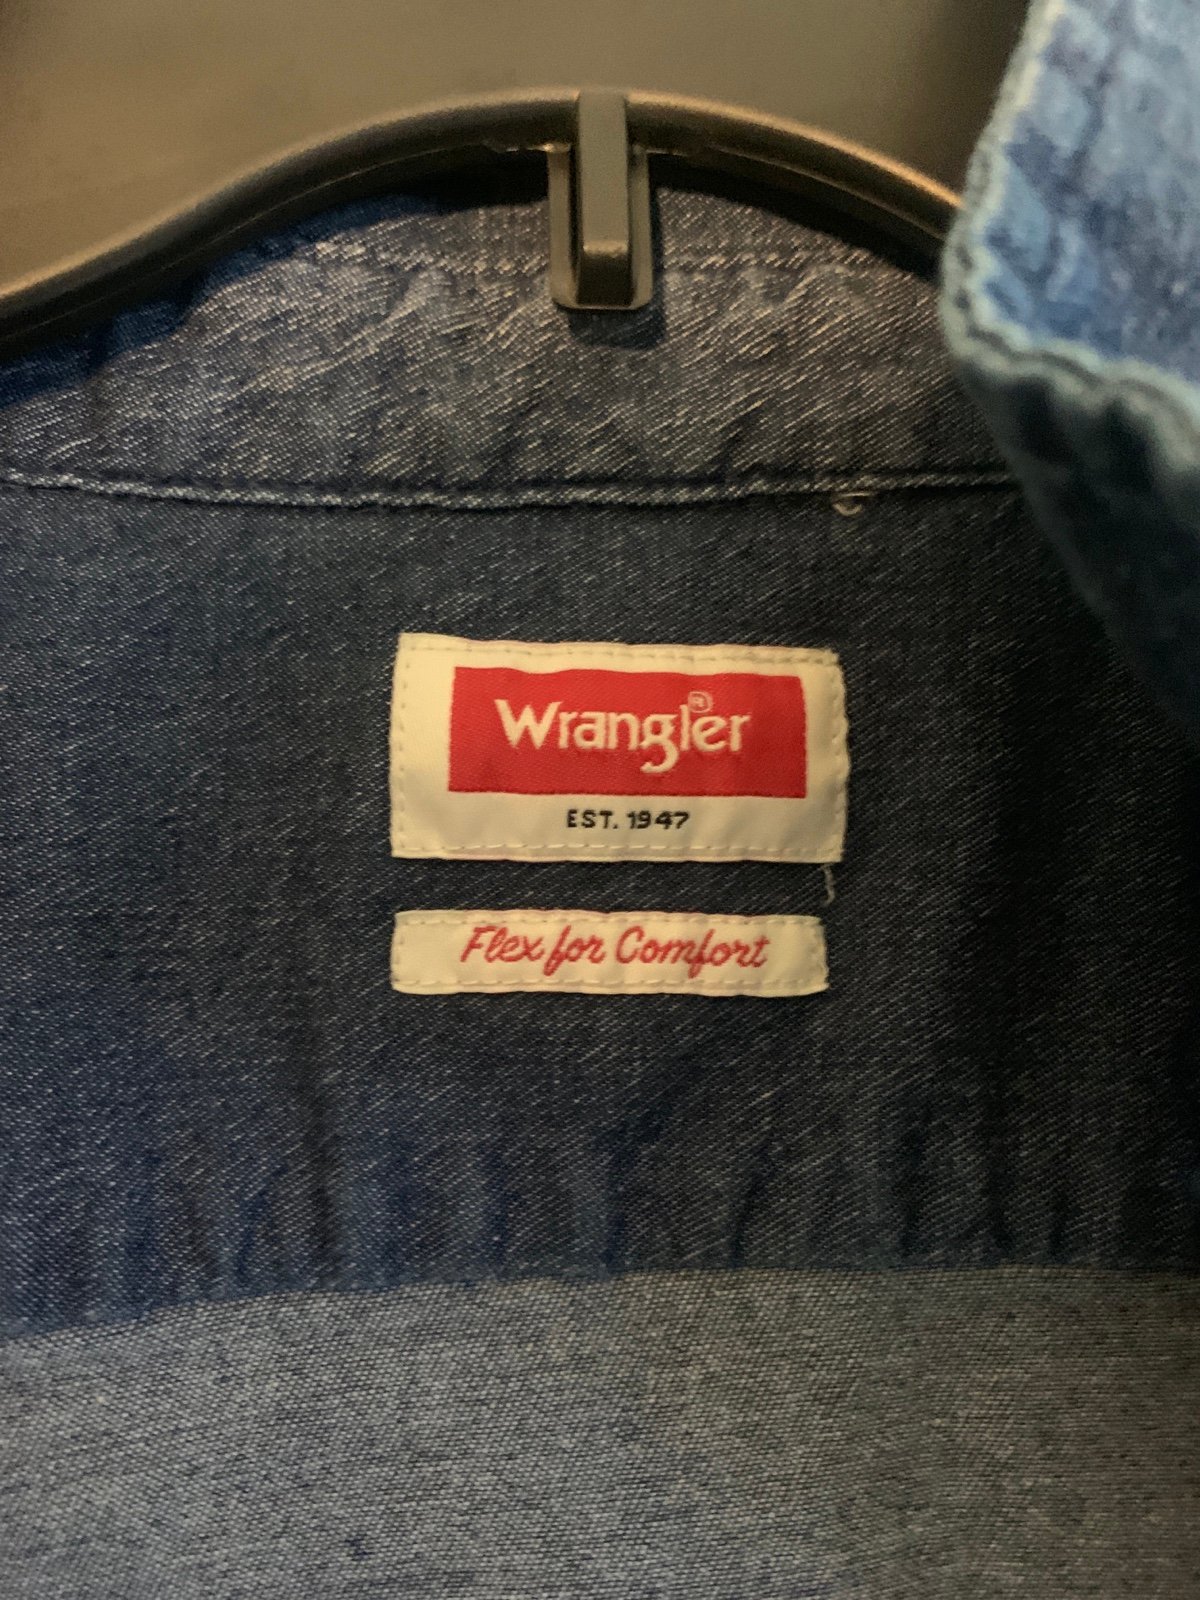 Wrangler®
EST. 1947
Flex for Comfort